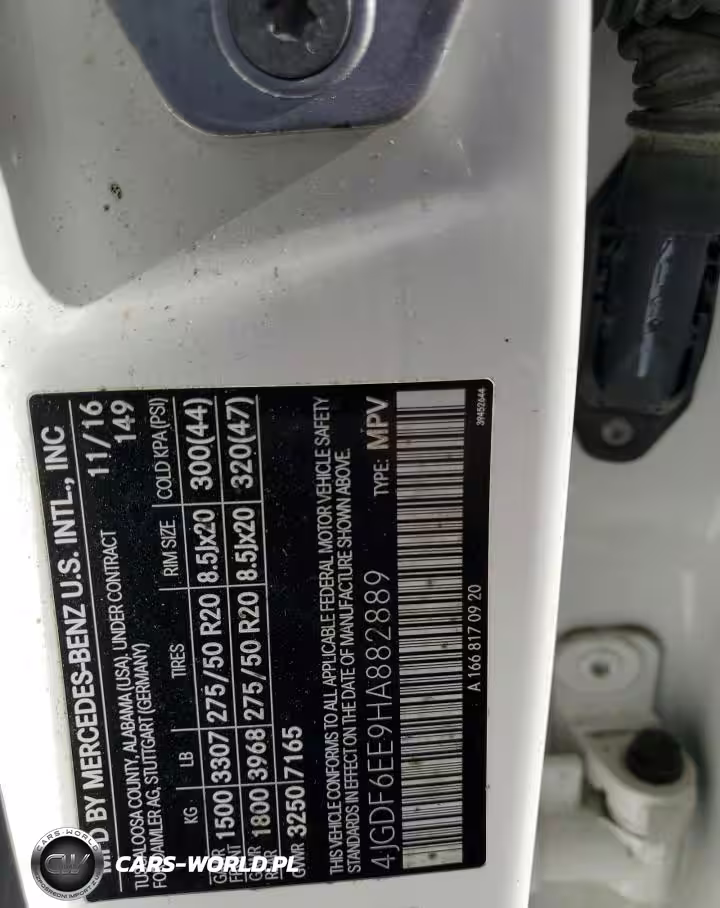 MFD BY MERCEDES-BENZ U.S. INTL., INC
TUSCALOOSA COUNTY, ALABAMA (USA), UNDER CONTRACT 11/16
FOR DAIMLER AG, STUTTGART (GERMANY) 149
KG LB TIRES RIM SIZE COLD KPA(PSI)
GAWR FRONT 1500 3307 275/50 R20 8.5Jx20 300(44)
GAWR REAR 1800 3968 275/50 R20 8.5Jx20 320(47)
GVWR 3250 7165
THIS VEHICLE CONFORMS TO ALL APPLICABLE FEDERAL MOTOR VEHICLE SAFETY
STANDARDS IN EFFECT ON THE DATE OF MANUFACTURE SHOWN ABOVE.
4JGDF6EE9HA882889 TYPE: MPV
A 166 817 09 20
39452644
CARS-WORLD.PL
CARS-WORLD
CW